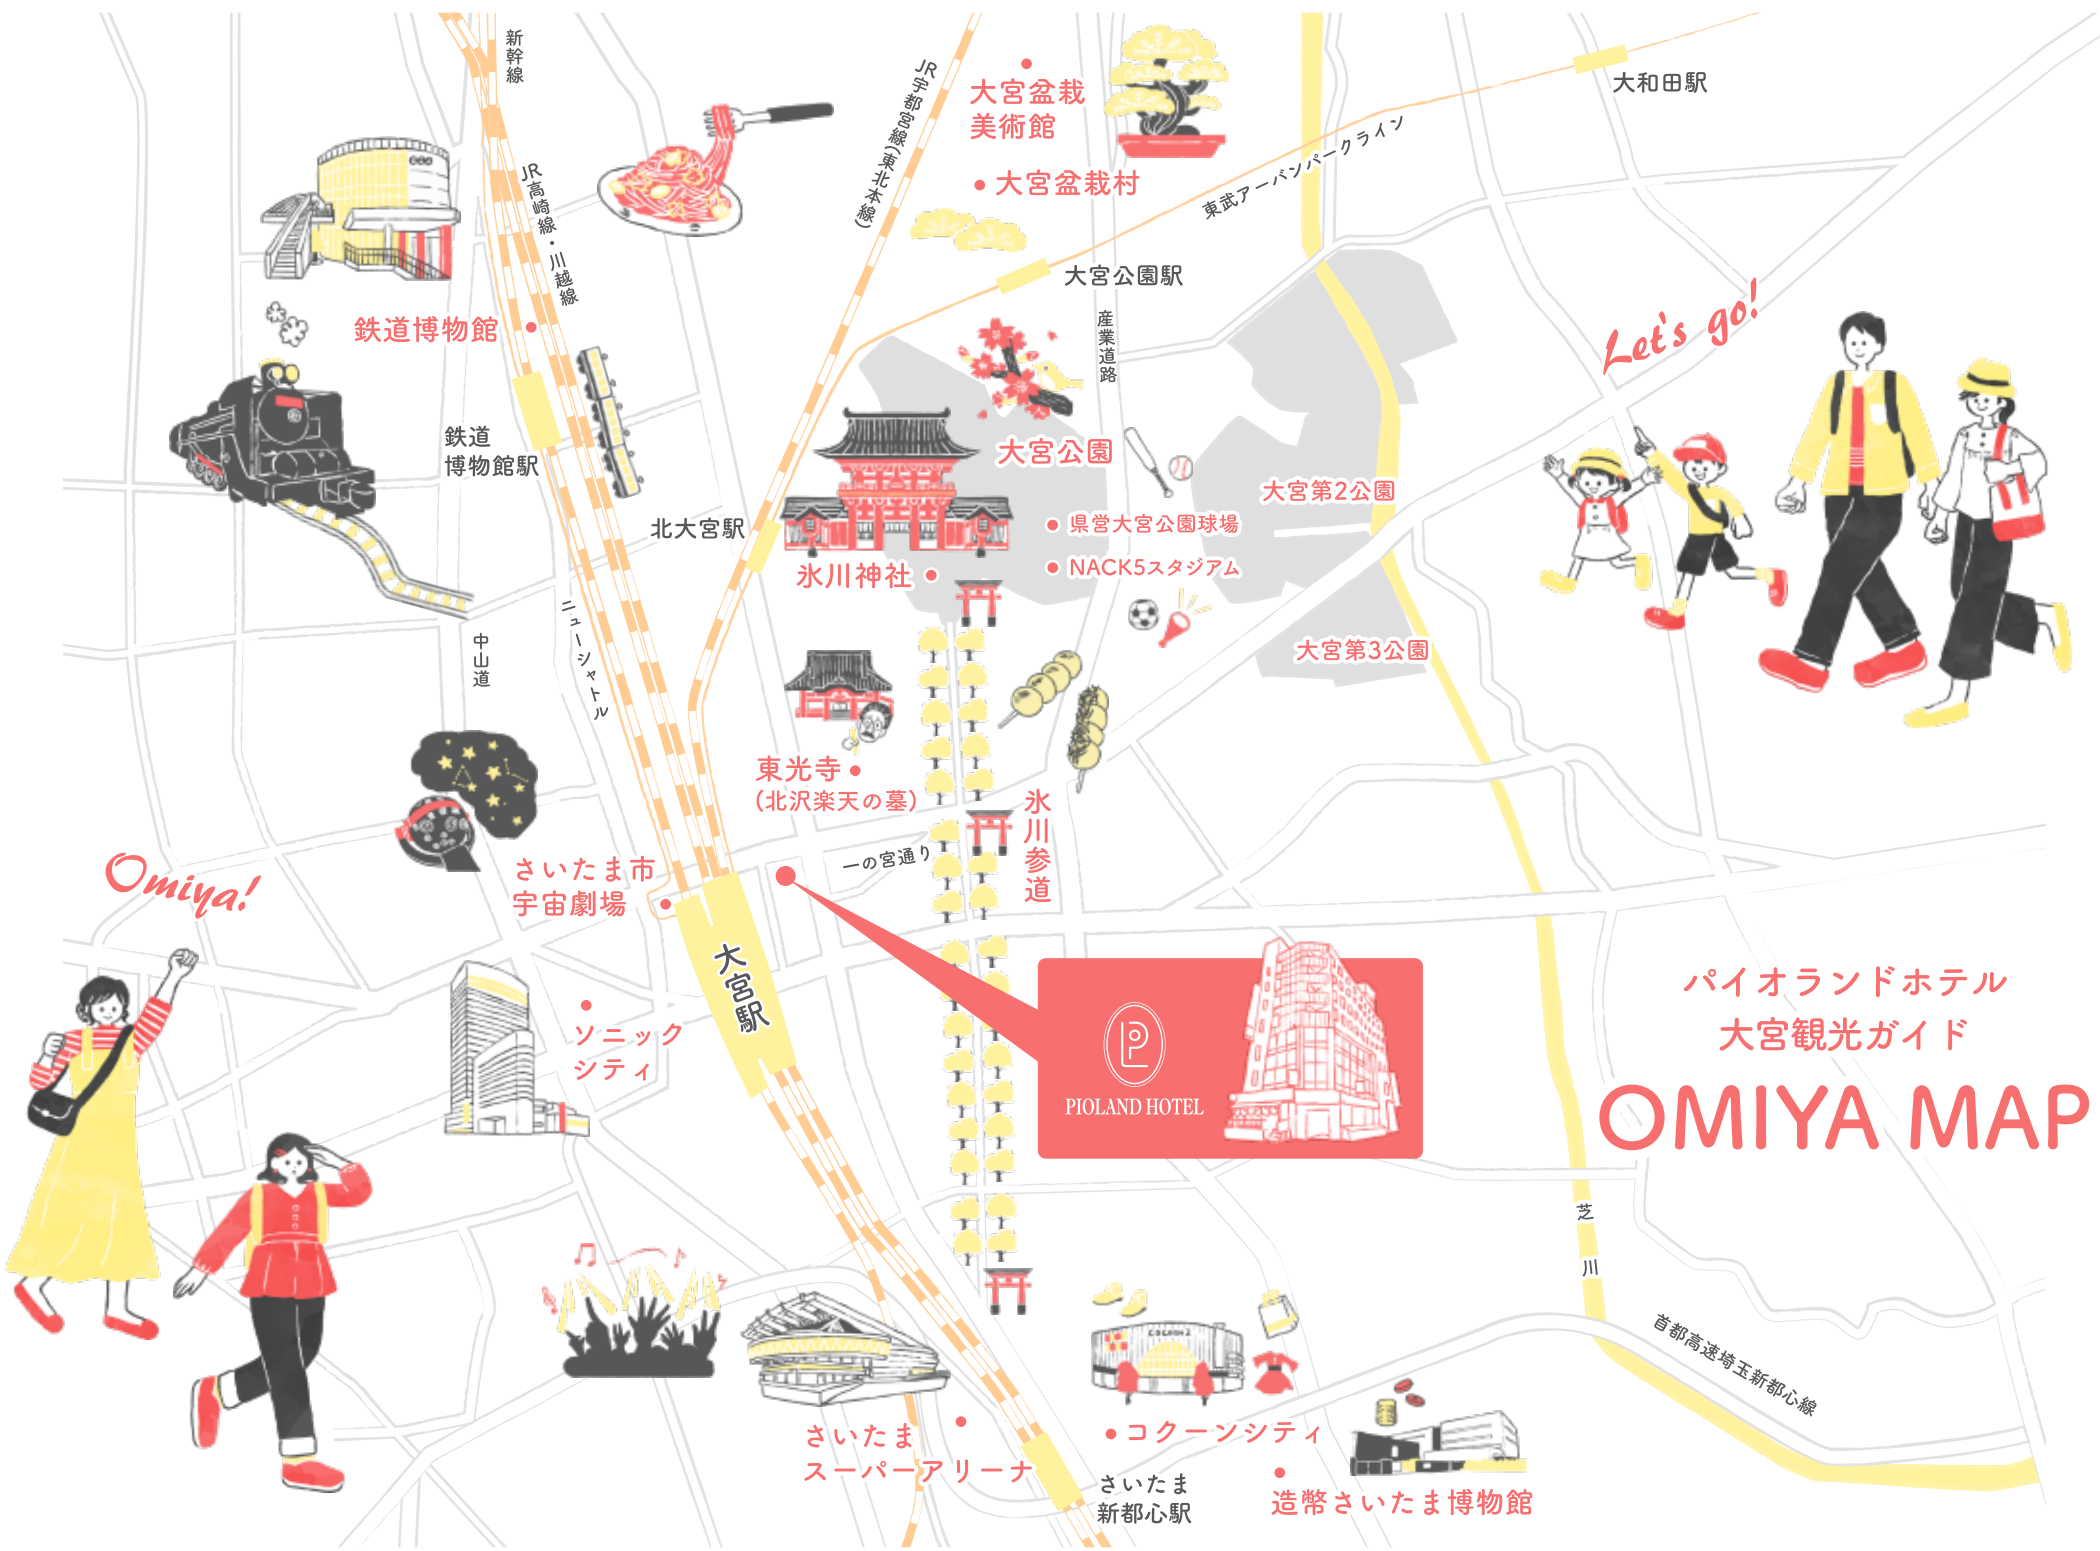 新幹線
JR高崎線・川越線
JR宇都宮線(東北本線)
大宮盆栽
美術館
大宮盆栽村
大和田駅
東武アーバンパークライン
大宮公園駅
産業道路
鉄道博物館
Let's go!
鉄道
博物館駅
大宮公園
大宮第2公園
北大宮駅
県営大宮公園球場
氷川神社
NACK5スタジアム
ニューシャトル
中山道
大宮第3公園
東光寺
(北沢楽天の墓)
氷川参道
一の宮通り
Omiya!
さいたま市
宇宙劇場
大宮駅
ソニック
シティ
PIOLAND HOTEL
パイオランドホテル
大宮観光ガイド
OMIYA MAP
芝川
首都高速埼玉新都心線
COCOON 2
さいたま
スーパーアリーナ
コクーンシティ
さいたま
新都心駅
造幣さいたま博物館